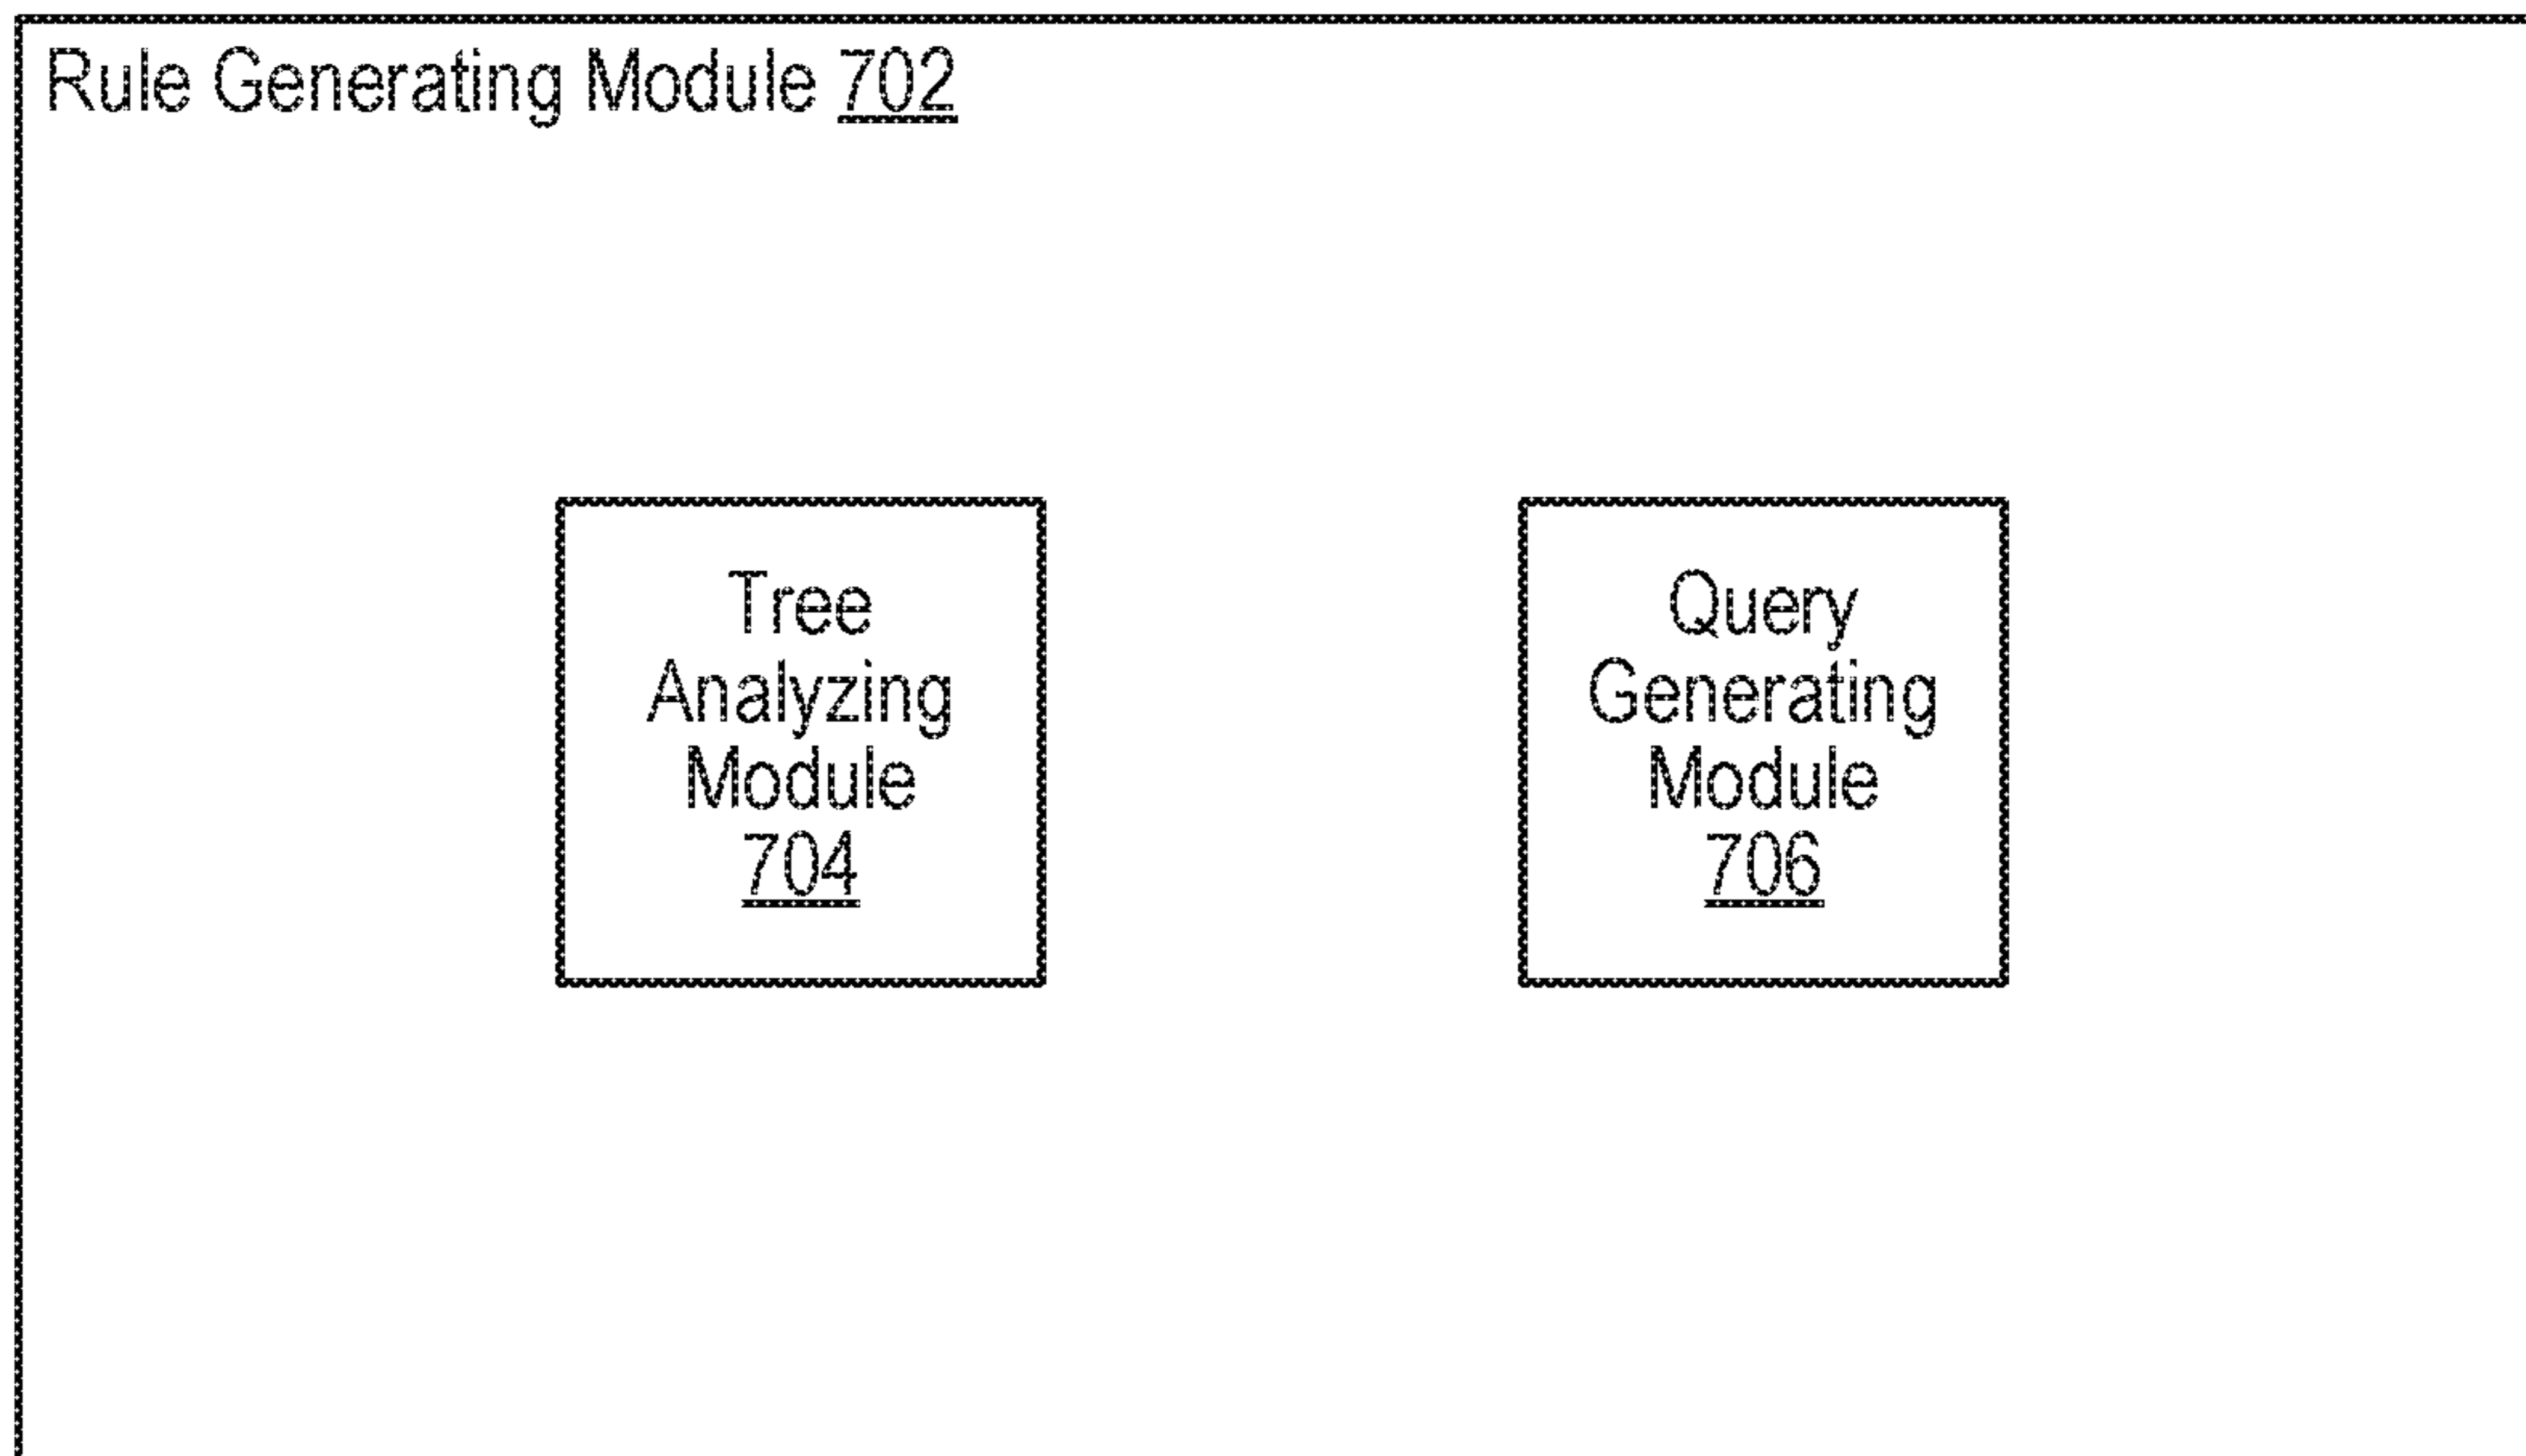 Rule Generating Module 702
Tree
Analyzing
Module
704
Query
Generating
Module
706